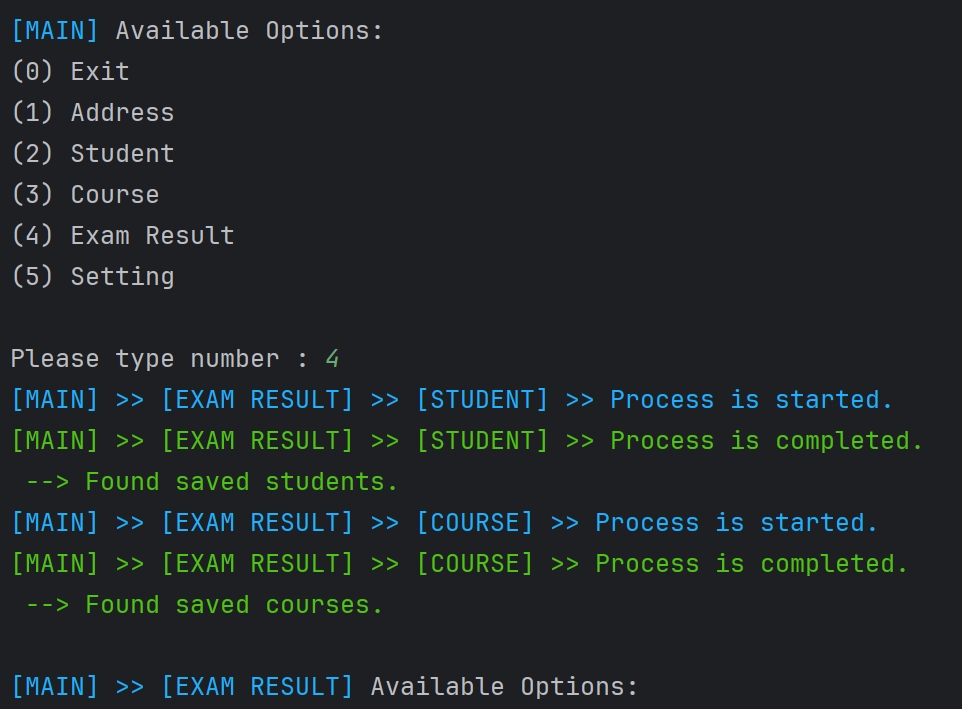 [MAIN] Available Options:
(0) Exit
(1) Address
(2) Student
(3) Course
(4) Exam Result
(5) Setting
Please type number : 4
[MAIN] >> [EXAM RESULT] >> [STUDENT] >> Process is started.
[MAIN] >> [EXAM RESULT] >> [STUDENT] >> Process is completed.
--> Found saved students.
[MAIN] >> [EXAM RESULT] >> [COURSE] >> Process is started.
[MAIN] >> [EXAM RESULT] >> [COURSE] >> Process is completed.
--> Found saved courses.
[MAIN] >> [EXAM RESULT] Available Options: